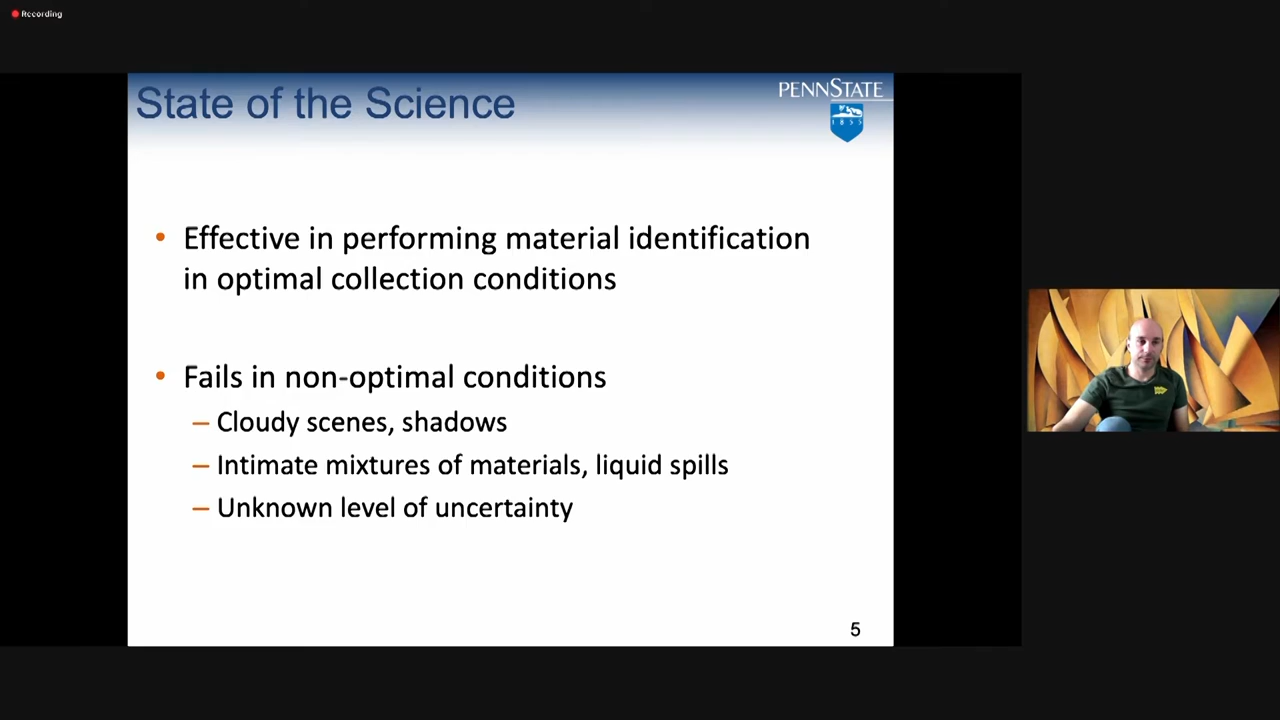 Recording
State of the Science
PENNSTATE
1855
• Effective in performing material identification
in optimal collection conditions
• Fails in non-optimal conditions
– Cloudy scenes, shadows
– Intimate mixtures of materials, liquid spills
– Unknown level of uncertainty
5